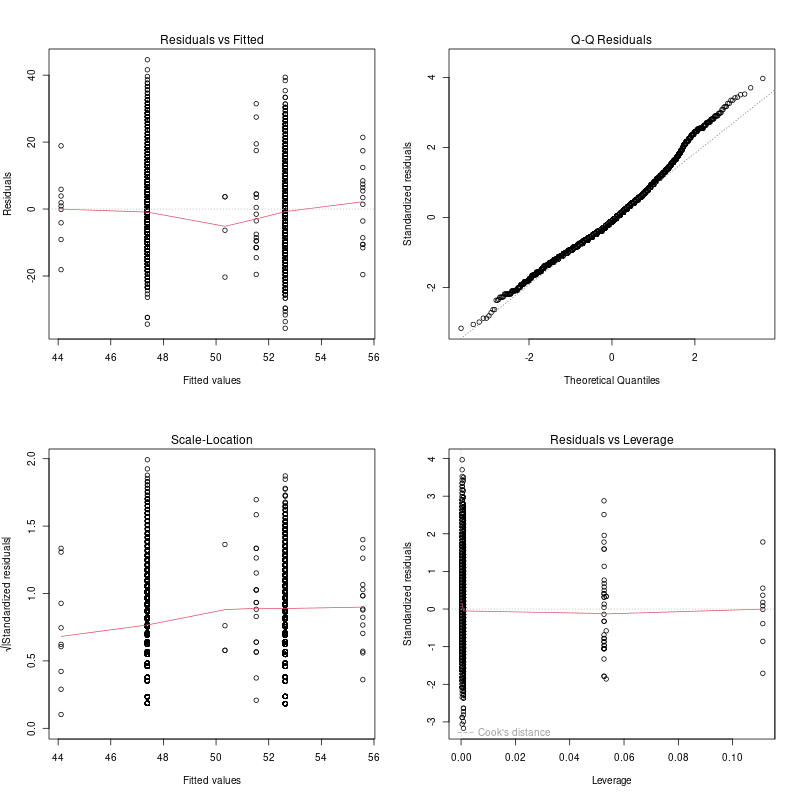 Residuals vs Fitted
Residuals
40
20
0
-20
44 46 48 50 52 54 56
Fitted values
Q-Q Residuals
Standardized residuals
4
2
0
-2
-2 0 2
Theoretical Quantiles
Scale-Location
√|Standardized residuals|
2.0
1.5
1.0
0.5
0.0
44 46 48 50 52 54 56
Fitted values
Residuals vs Leverage
Standardized residuals
4
3
2
1
0
-1
-2
-3
Cook's distance
0.00 0.02 0.04 0.06 0.08 0.10
Leverage